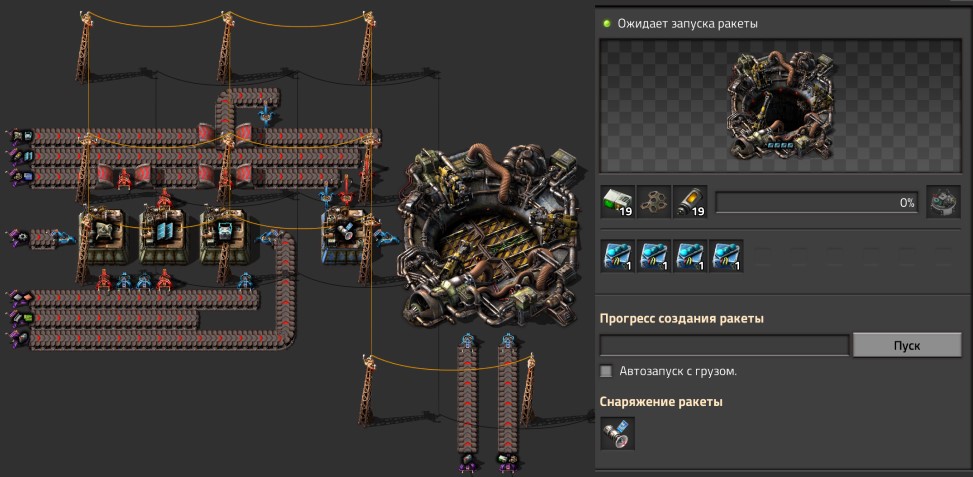 Ожидает запуска ракеты
19
19
0%
1
1
1
1
Прогресс создания ракеты
Пуск
Автозапуск с грузом.
Снаряжение ракеты